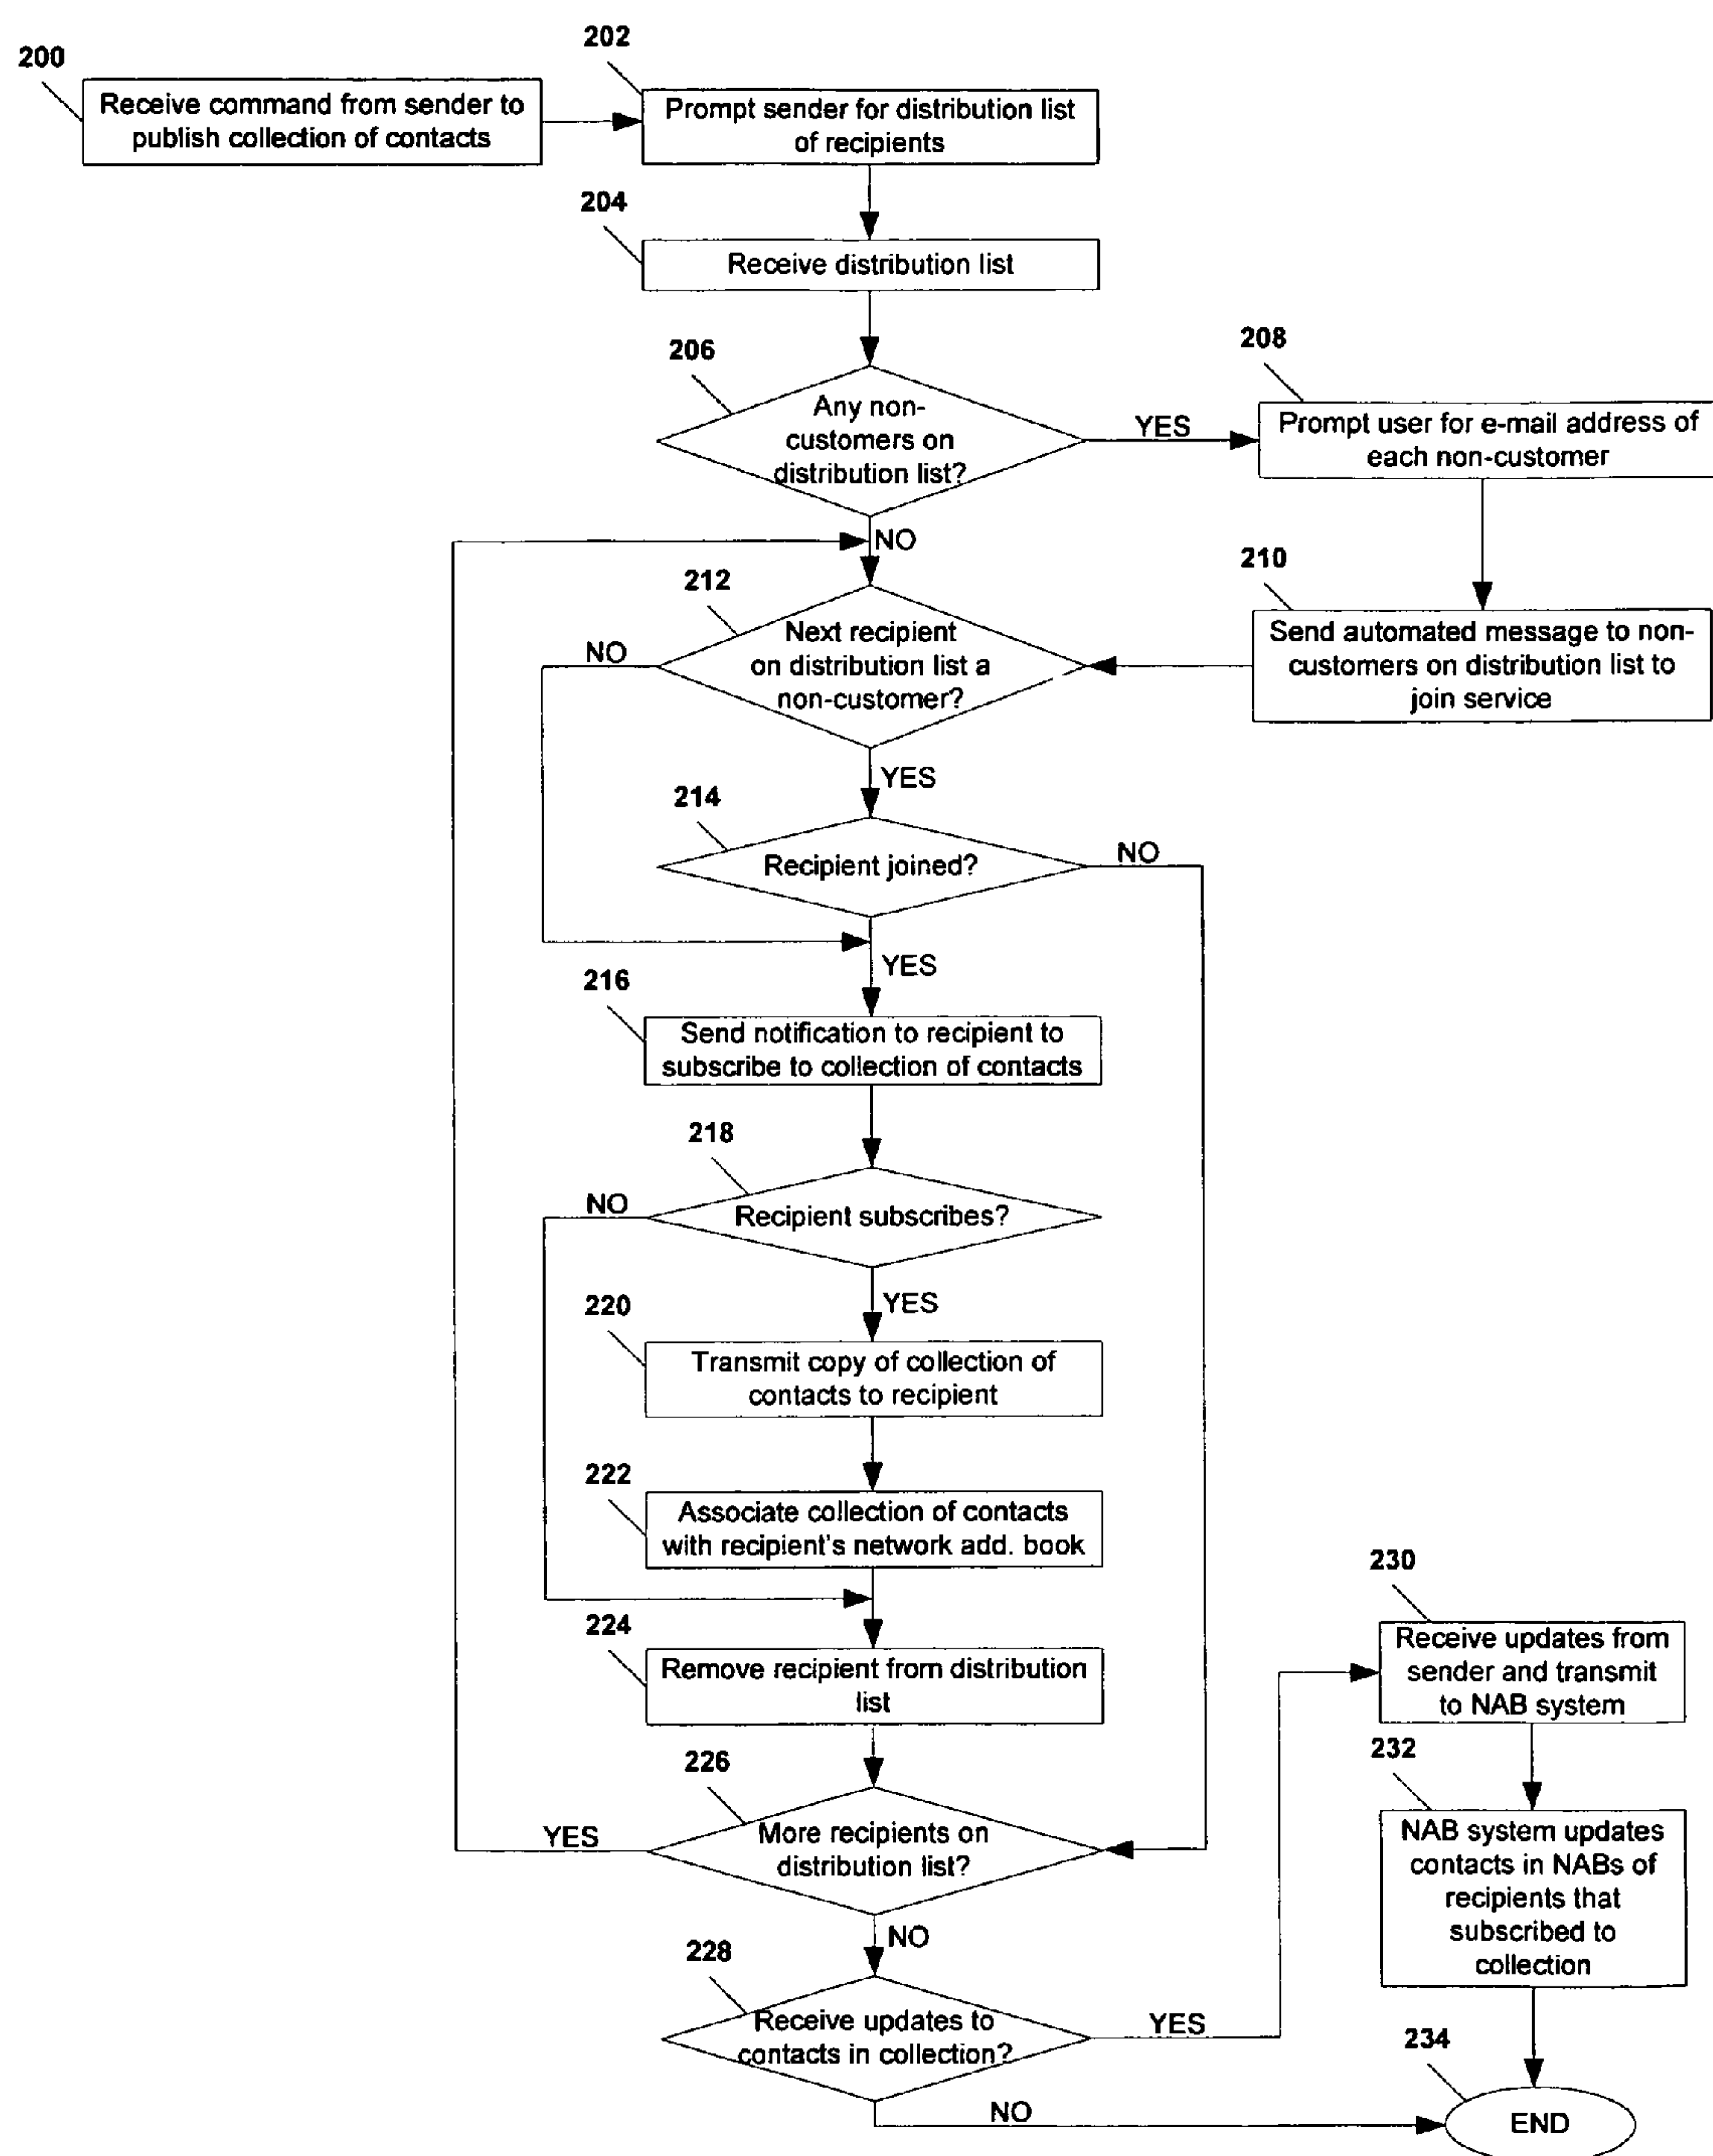 200
Receive command from sender to
publish collection of contacts
202
Prompt sender for distribution list
of recipients
204
Receive distribution list
206
Any non-
customers on
distribution list?
YES
NO
208
Prompt user for e-mail address of
each non-customer
210
Send automated message to non-
customers on distribution list to
join service
212
Next recipient
on distribution list a
non-customer?
NO
YES
214
Recipient joined?
NO
YES
216
Send notification to recipient to
subscribe to collection of contacts
218
Recipient subscribes?
NO
YES
220
Transmit copy of collection of
contacts to recipient
222
Associate collection of contacts
with recipient's network add. book
224
Remove recipient from distribution
list
226
More recipients on
distribution list?
YES
NO
228
Receive updates to
contacts in collection?
YES
NO
230
Receive updates from
sender and transmit
to NAB system
232
NAB system updates
contacts in NABs of
recipients that
subscribed to
collection
234
END